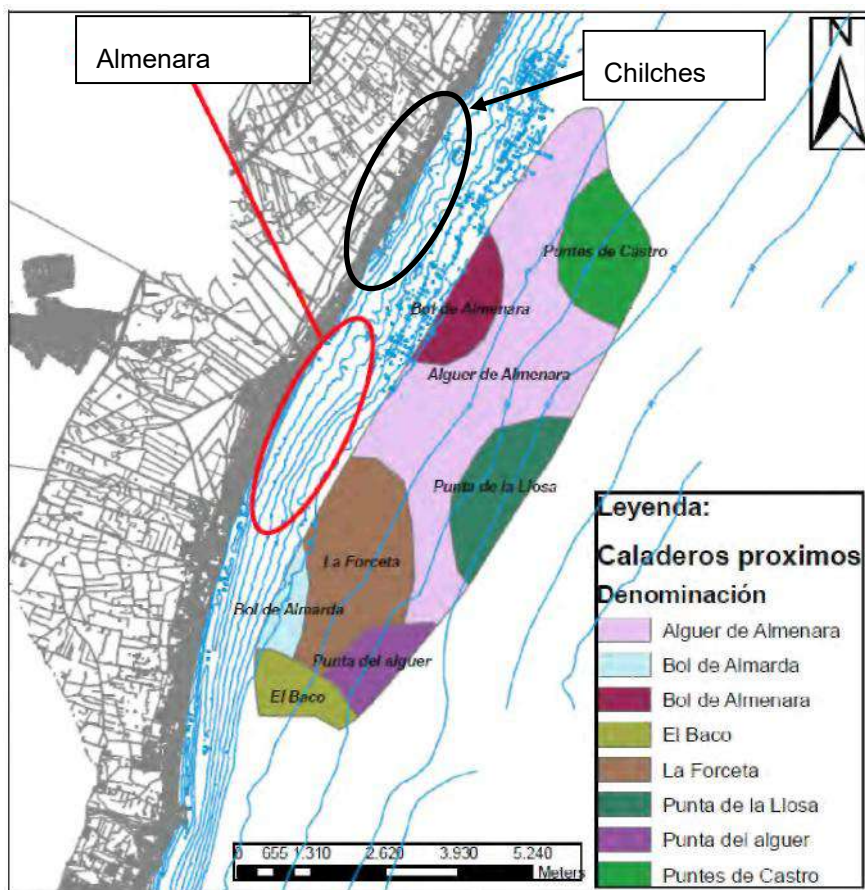 Almenara
Chilches
N
Puntes de Castro
Bol de Almenara
Alguer de Almenara
Punta de la Llosa
La Forceta
Bol de Almarda
Punta del alguer
El Baco
Leyenda:
Caladeros proximos
Denominación
Alguer de Almenara
Bol de Almarda
Bol de Almenara
El Baco
La Forceta
Punta de la Llosa
Punta del alguer
Puntes de Castro
0 655 1.310 2.620 3.930 5.240
Meters